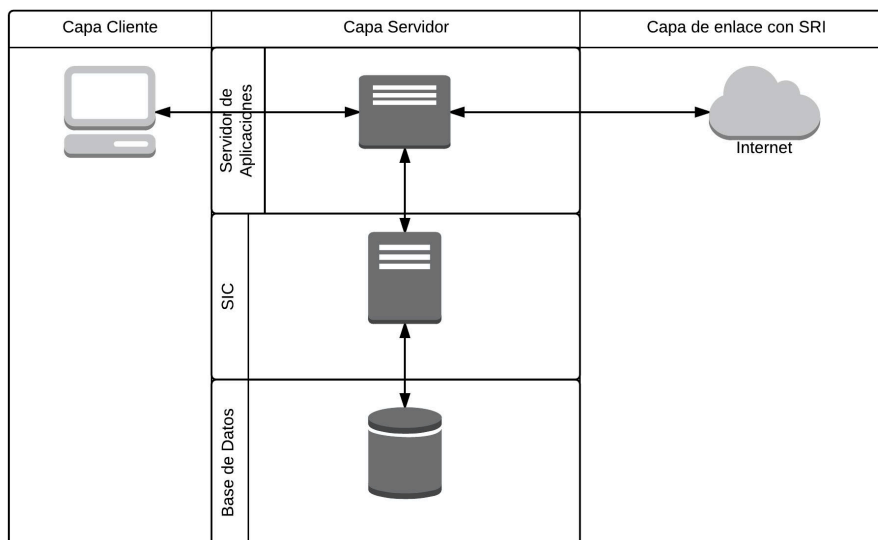 Capa Cliente
Capa Servidor
Capa de enlace con SRI
Servidor de
Aplicaciones
Internet
SIC
Base de Datos